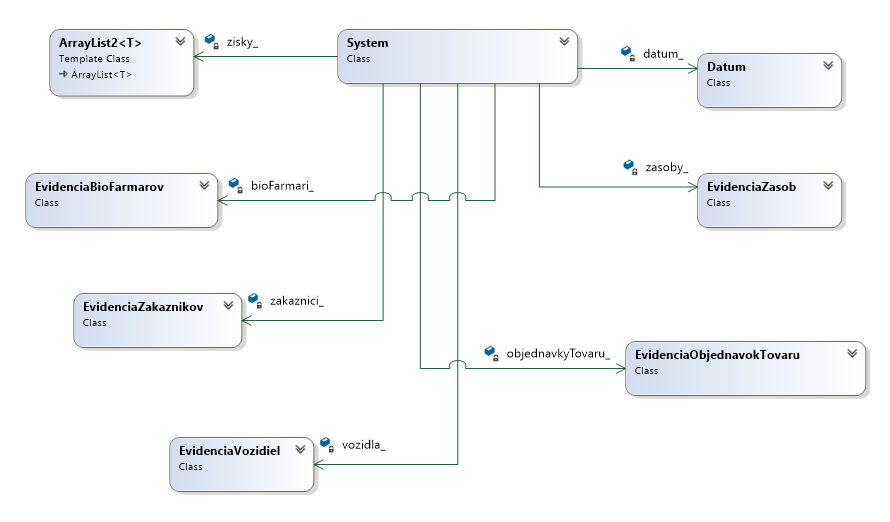 ArrayList2<T>
Template Class
ArrayList<T>
zisky_
System
Class
datum_
Datum
Class
EvidenciaBioFarmarov
Class
bioFarmari_
zasoby_
EvidenciaZasob
Class
EvidenciaZakaznikov
Class
zakaznici_
objednavkyTovaru_
EvidenciaObjednavokTovaru
Class
EvidenciaVozidiel
Class
vozidla_